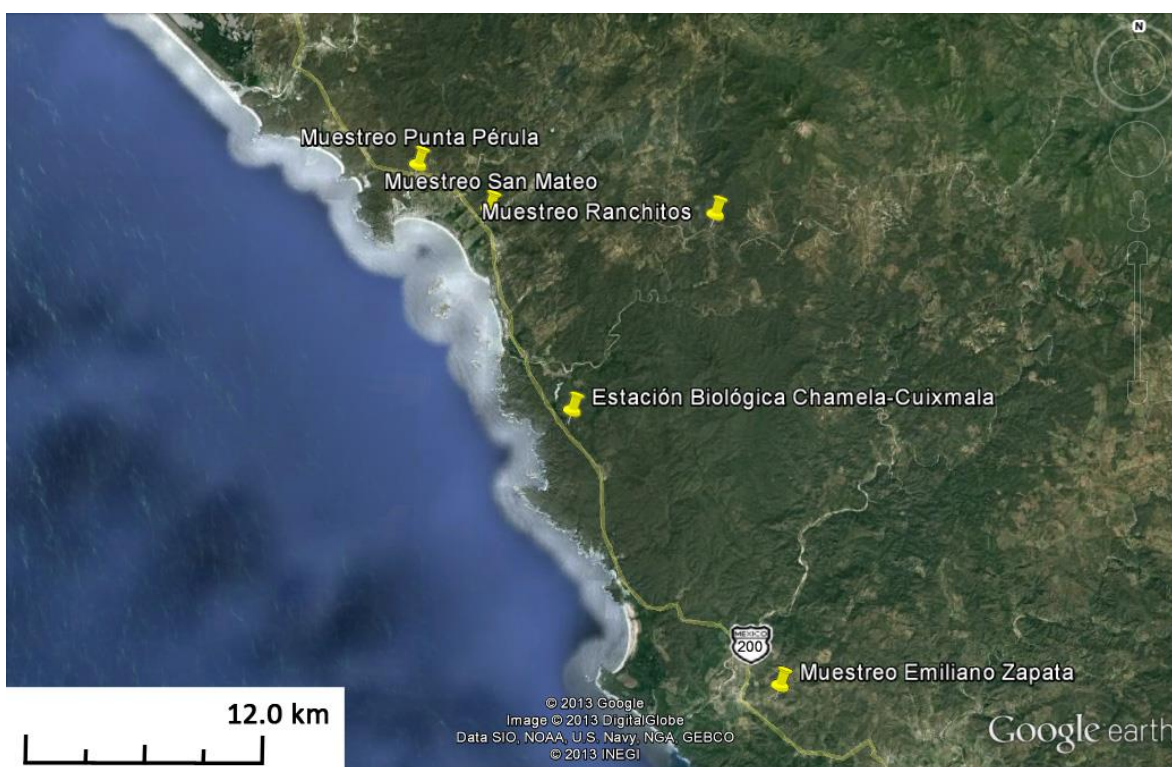 N
Muestreo Punta Pérula
Muestreo San Mateo
Muestreo Ranchitos
Estación Biológica Chamela-Cuixmala
MEXICO
200
Muestreo Emiliano Zapata
12.0 km
© 2013 Google
Image © 2013 DigitalGlobe
Data SIO, NOAA, U.S. Navy, NGA, GEBCO
© 2013 INEGI
Google earth